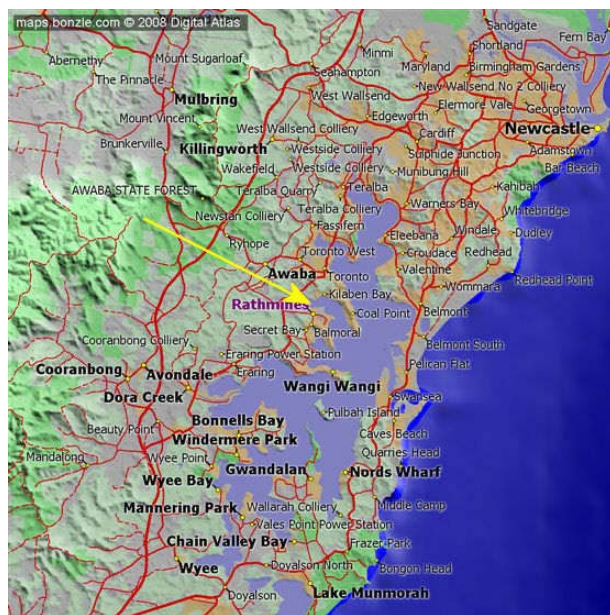 maps.bonzle.com © 2008 Digital Atlas
Sandgate
Fern Bay
Abernethy
Mount Sugarloaf
Minmi
Shortland
The Pinnacle
Seahampton
Maryland
Birmingham Gardens
Mulbring
West Wallsend
New Wallsend No 2 Colliery
Mount Vincent
Edgeworth
Elermore Vale
Georgetown
West Wallsend Colliery
Cardiff
Newcastle
Brunkerville
Killingworth
Westside Colliery
Sulphide Junction
Adamstown
Wakefield
Westside Colliery
Munibung Hill
Bar Beach
AWABA STATE FOREST
Teralba Quarry
Teralba
Kahibah
Newstan Colliery
Teralba Colliery
Warners Bay
Whitebridge
Fassifern
Ryhope
Eleebana
Windale
Dudley
Toronto West
Croudace
Redhead
Awaba
Toronto
Valentine
Redhead Point
Rathmines
Kilaben Bay
Wommara
Coal Point
Belmont
Secret Bay
Balmoral
Cooranbong Colliery
Belmont South
Eraring Power Station
Pelican Flat
Cooranbong
Avondale
Eraring
Wangi Wangi
Dora Creek
Swansea
Bonnells Bay
Pulbah Island
Beauty Point
Windermere Park
Caves Beach
Mandalong
Wyee Point
Quarries Head
Gwandalan
Nords Wharf
Wyee Bay
Mannering Park
Wallarah Colliery
Middle Camp
Vales Point Power Station
Chain Valley Bay
Frazer Park
Wyee
Doyalson North
Bongon Head
Doyalson
Lake Munmorah